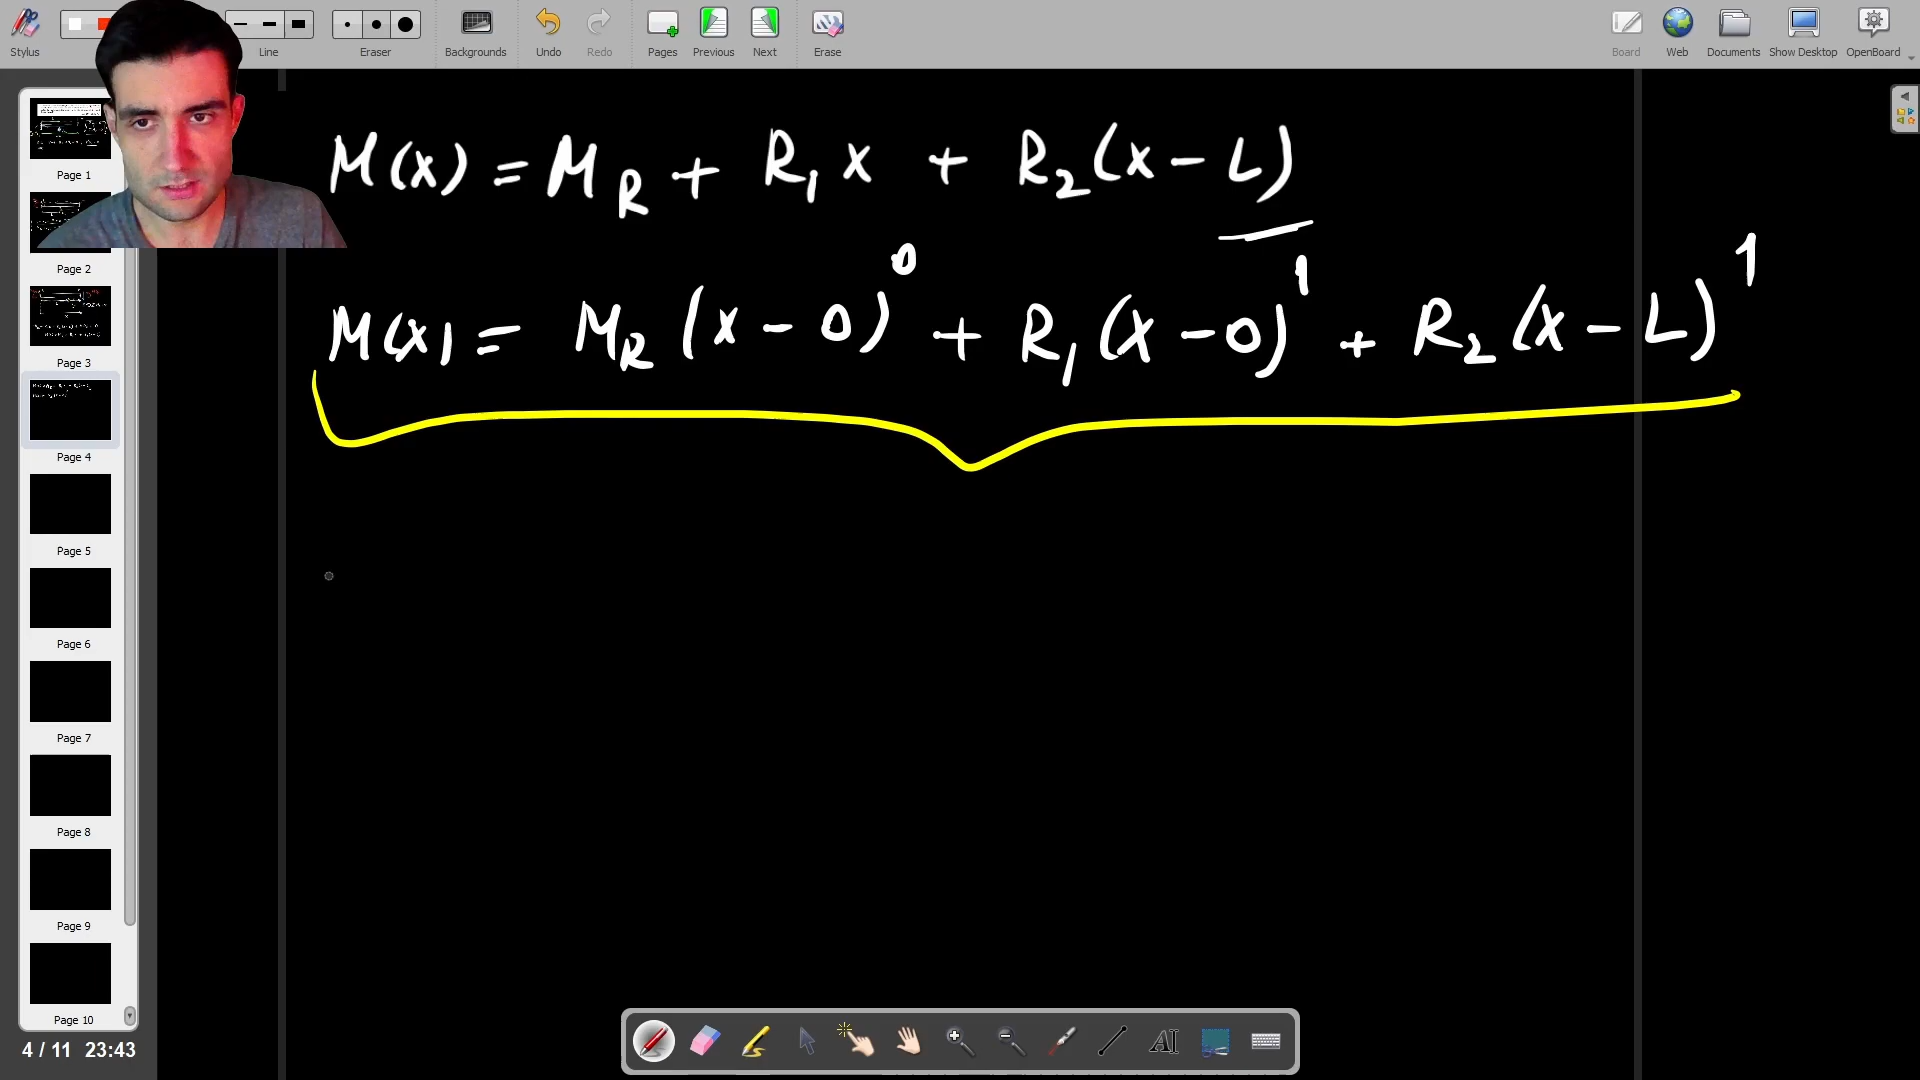 Stylus
Line
Eraser
Backgrounds
Undo
Redo
Pages
Previous
Next
Erase
Board
Web
Documents
Show Desktop
OpenBoard
M(x) = M_R + R_1 x + R_2 (x - L)
M(x) = M_R (x - 0)^0 + R_1 (x - 0)^1 + R_2 (x - L)^1
Page 1
Page 2
Page 3
Page 4
Page 5
Page 6
Page 7
Page 8
Page 9
Page 10
4 / 11 23:43
AI